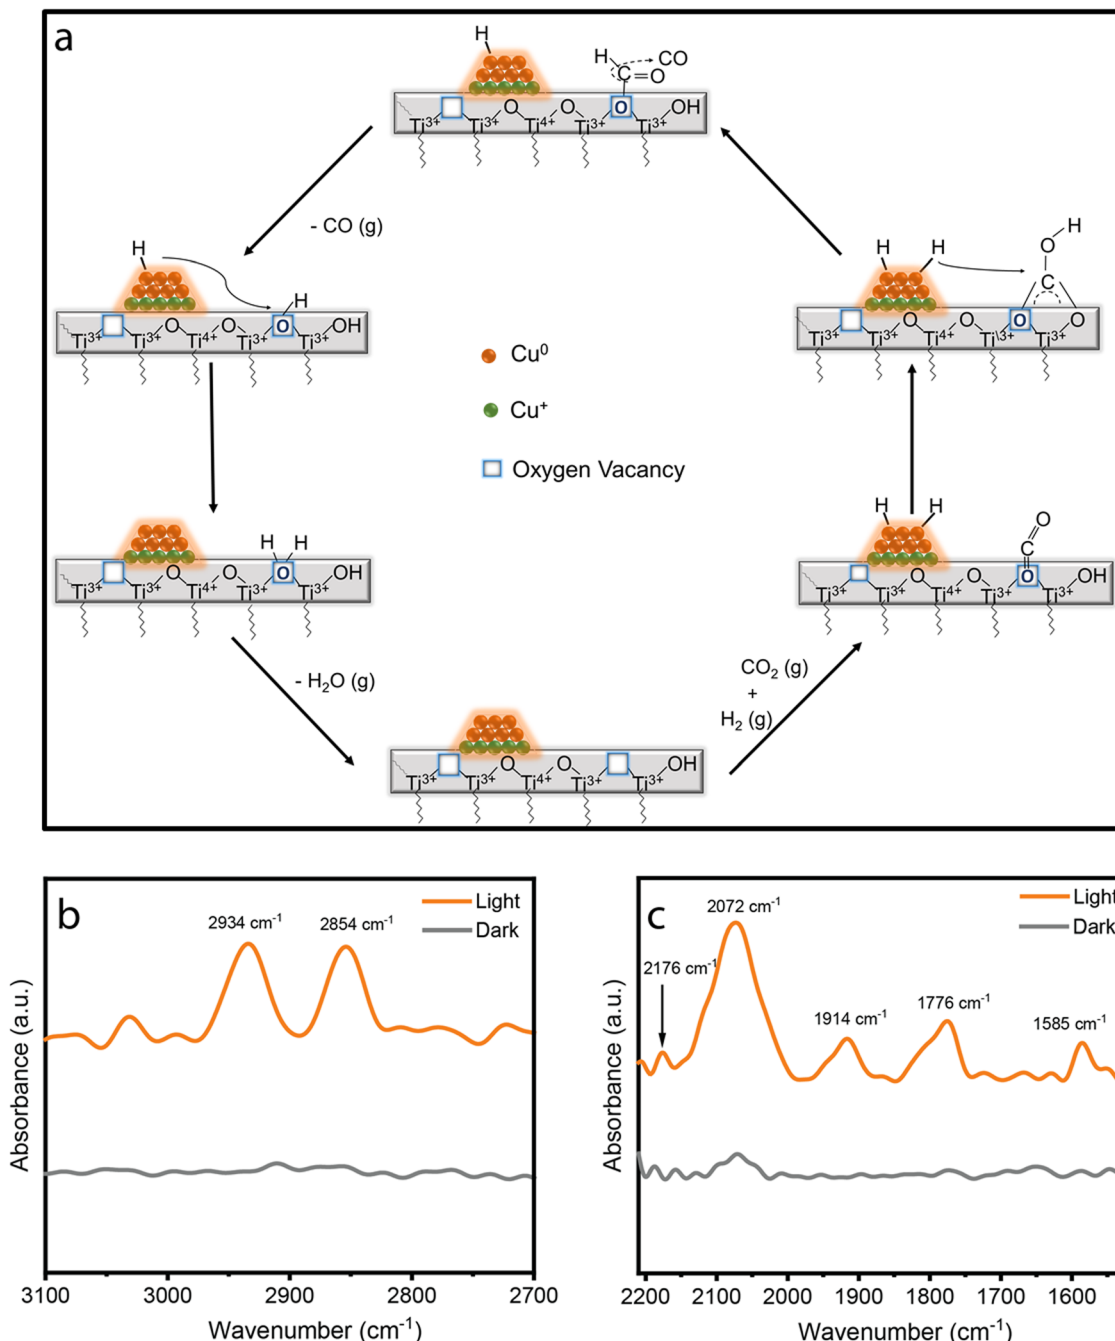 a
H
H
C
O
CO
O
O
O
OH
Ti3+
Ti3+
Ti4+
Ti3+
Ti3+
- CO (g)
H
H
O
O
O
OH
Ti3+
Ti3+
Ti4+
Ti3+
Ti3+
H
O
H
H
C
O
O
O
O
Ti3+
Ti3+
Ti4+
Ti3+
Ti3+
Cu0
Cu+
Oxygen Vacancy
H
H
O
O
O
OH
Ti3+
Ti3+
Ti4+
Ti3+
Ti3+
H
H
O
C
O
O
O
OH
Ti3+
Ti3+
Ti4+
Ti3+
Ti3+
- H2O (g)
CO2 (g)
+
H2 (g)
O
O
OH
Ti3+
Ti3+
Ti4+
Ti3+
Ti3+
b
Light
Dark
2934 cm-1
2854 cm-1
Absorbance (a.u.)
3100
3000
2900
2800
2700
Wavenumber (cm-1)
c
Light
Dark
2072 cm-1
2176 cm-1
1914 cm-1
1776 cm-1
1585 cm-1
Absorbance (a.u.)
2200
2100
2000
1900
1800
1700
1600
Wavenumber (cm-1)